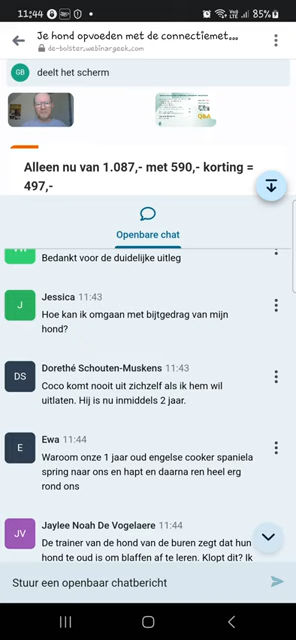 11:44
85%
Je hond opvoeden met de connectiemet...
de-bolster.webinargeek.com
GB deelt het scherm
Q&A
Alleen nu van 1.087,- met 590,- korting =
497,-
Openbare chat
Bedankt voor de duidelijke uitleg
J
Jessica 11:43
Hoe kan ik omgaan met bijtgedrag van mijn
hond?
DS
Dorethé Schouten-Muskens 11:43
Coco komt nooit uit zichzelf als ik hem wil
uitlaten. Hij is nu inmiddels 2 jaar.
E
Ewa 11:44
Waroom onze 1 jaar oud engelse cooker spaniela
spring naar ons en hapt en daarna ren heel erg
rond ons
JV
Jaylee Noah De Vogelaere 11:44
De trainer van de hond van de buren zegt dat hun
hond te oud is om blaffen af te leren. Klopt dit? Ik
Stuur een openbaar chatbericht